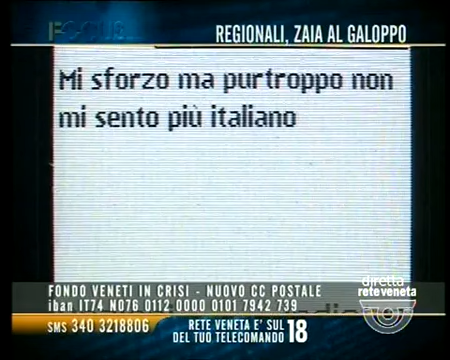 FOCUS
REGIONALI, ZAIA AL GALOPPO
Mi sforzo ma purtroppo non
mi sento più italiano
FONDO VENETI IN CRISI - NUOVO CC POSTALE
iban IT74 N076 0112 0000 0101 7942 739
diretta
reteveneta
SMS 340 3218806
RETE VENETA E' SUL
DEL TUO TELECOMANDO 18